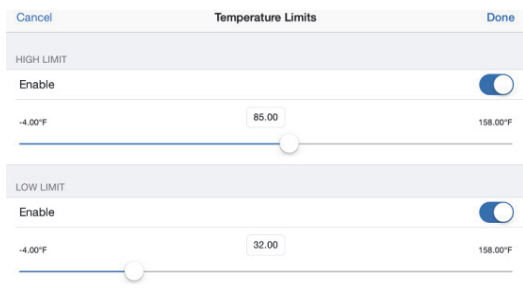 Cancel Temperature Limits Done
HIGH LIMIT
Enable
-4.00°F 85.00 158.00°F
LOW LIMIT
Enable
-4.00°F 32.00 158.00°F